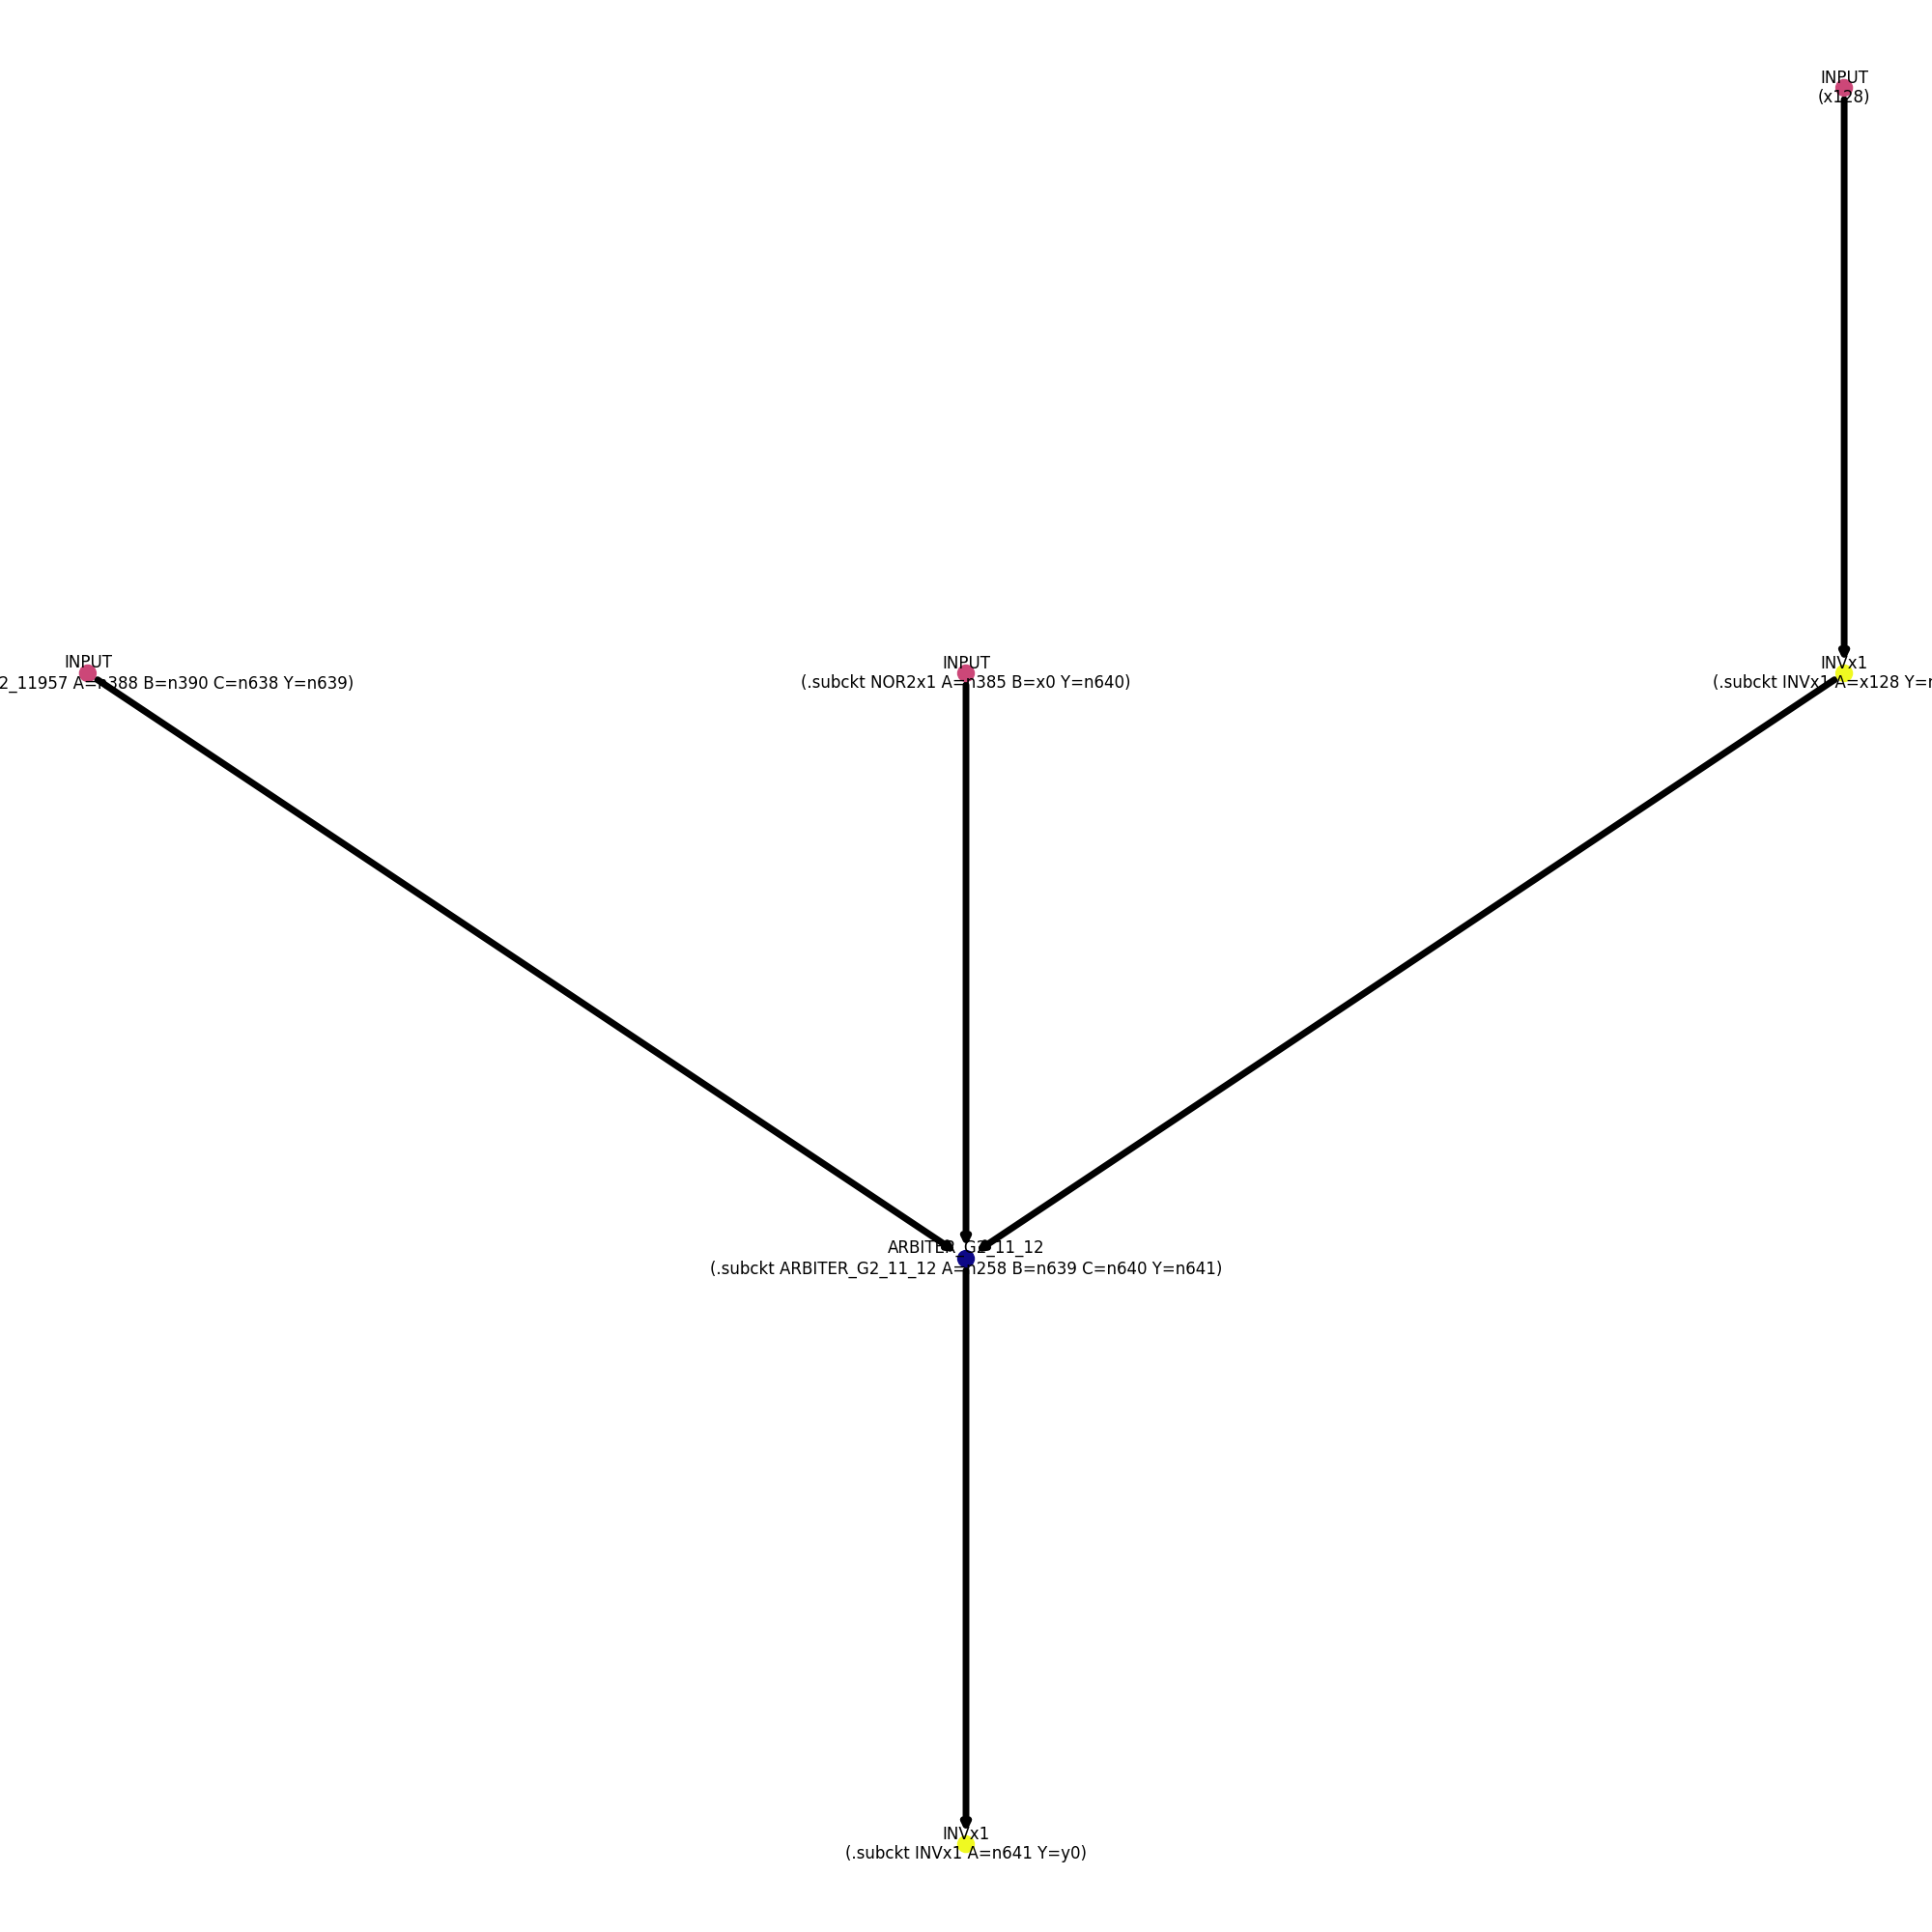 INPUT
(x128)
INPUT
2_11957 A=n388 B=n390 C=n638 Y=n639)
INPUT
(.subckt NOR2x1 A=n385 B=x0 Y=n640)
INVx1
(.subckt INVx1 A=x128
ARBITER_G2_11_12
(.subckt ARBITER_G2_11_12 A=n258 B=n639 C=n640 Y=n641)
INVx1
(.subckt INVx1 A=n641 Y=y0)